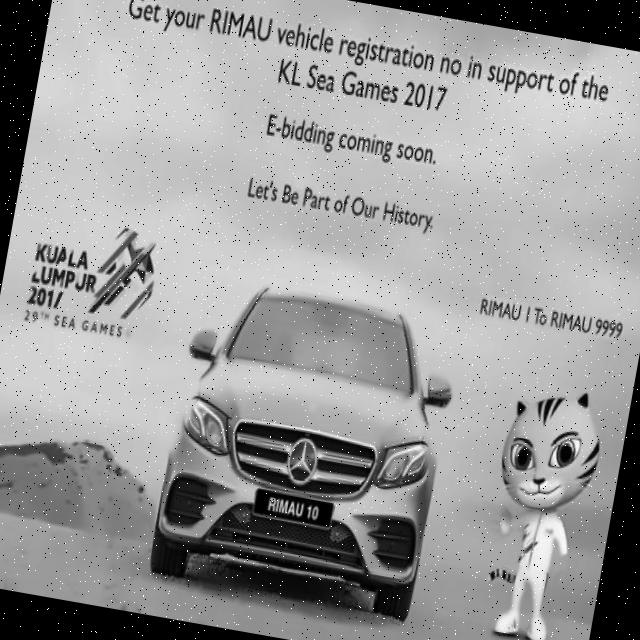 Get your RIMAU vehicle registration no in support of the
KL Sea Games 2017
E-bidding coming soon.
Let's Be Part of Our History.
KUALA
LUMPUR
2017
29TH SEA GAMES
RIMAU 1 To RIMAU 9999
RIMAU 10